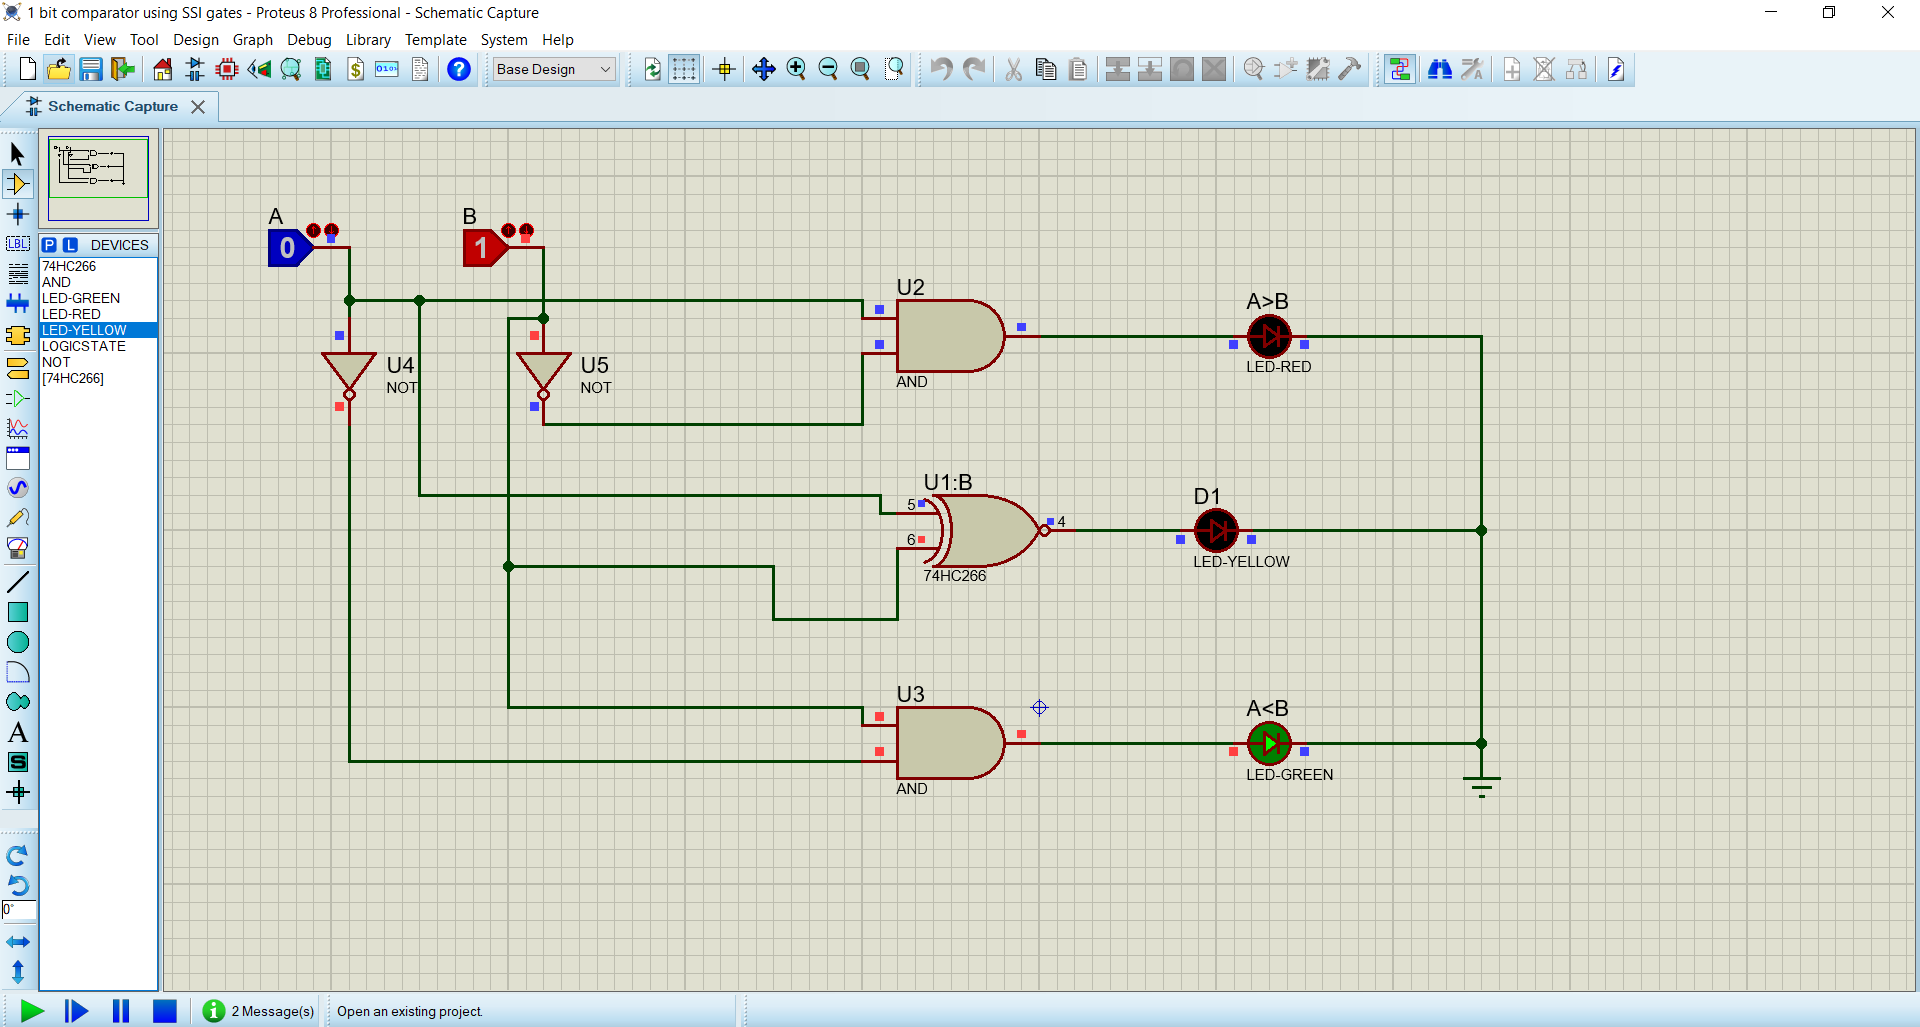 1 bit comparator using SSI gates - Proteus 8 Professional - Schematic Capture
File Edit View Tool Design Graph Debug Library Template System Help
Base Design
Schematic Capture
P L DEVICES
74HC266
AND
LED-GREEN
LED-RED
LED-YELLOW
LOGICSTATE
NOT
[74HC266]
LBL
A
S
0°
A
0
B
1
U4
NOT
U5
NOT
U2
AND
A>B
LED-RED
U1:B
5
6
4
74HC266
D1
LED-YELLOW
U3
AND
A<B
LED-GREEN
2 Message(s)
Open an existing project.